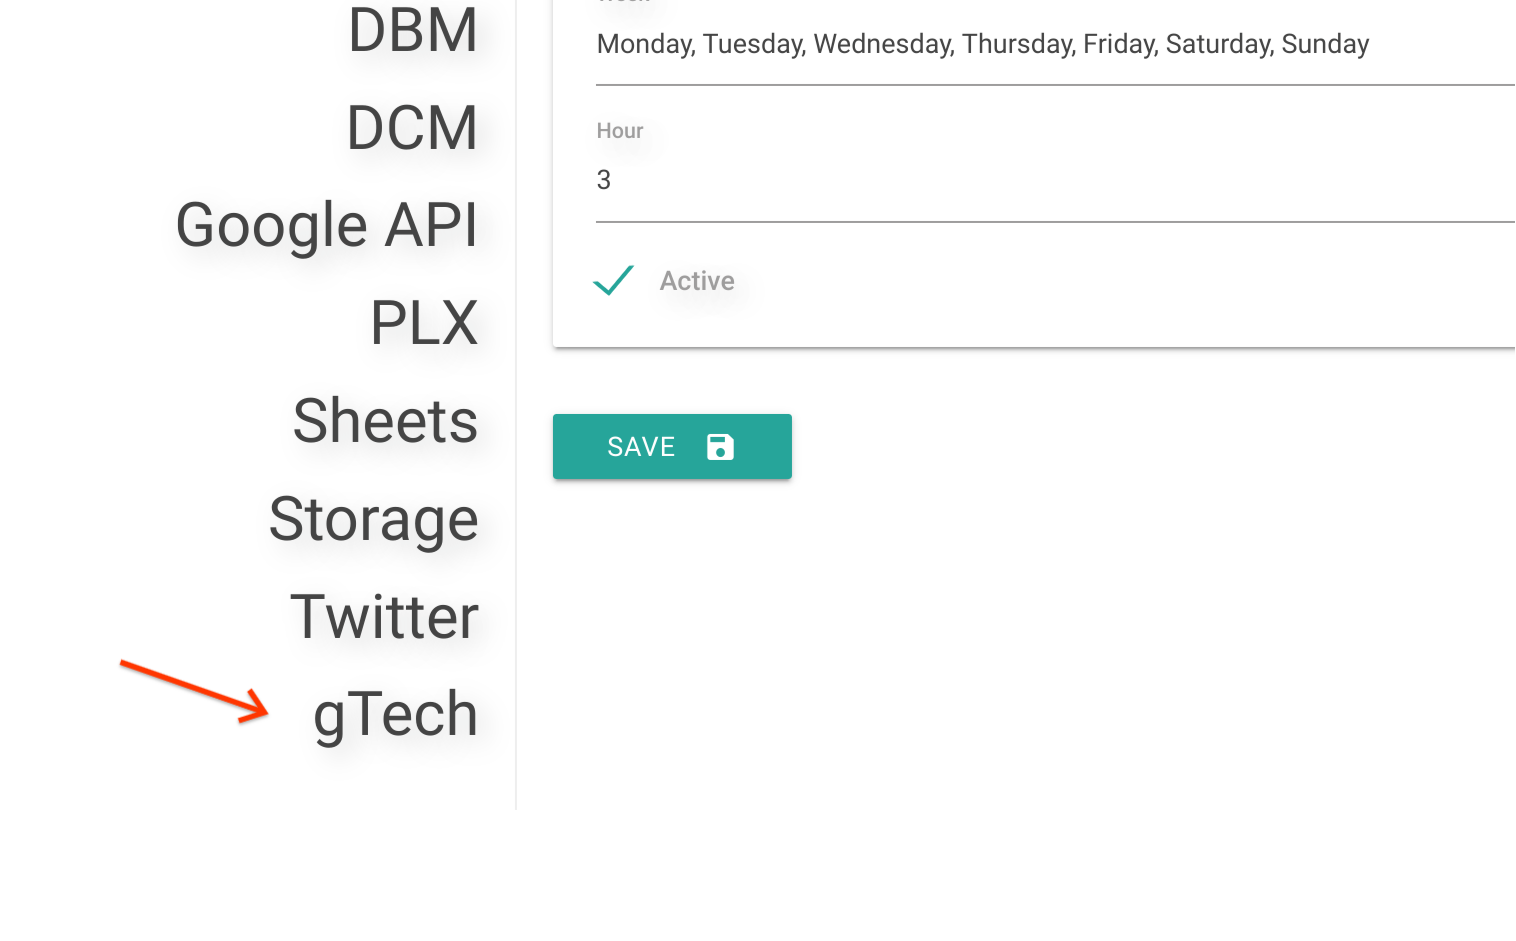 DBM
DCM
Google API
PLX
Sheets
Storage
Twitter
gTech
Monday, Tuesday, Wednesday, Thursday, Friday, Saturday, Sunday
Hour
3
Active
SAVE